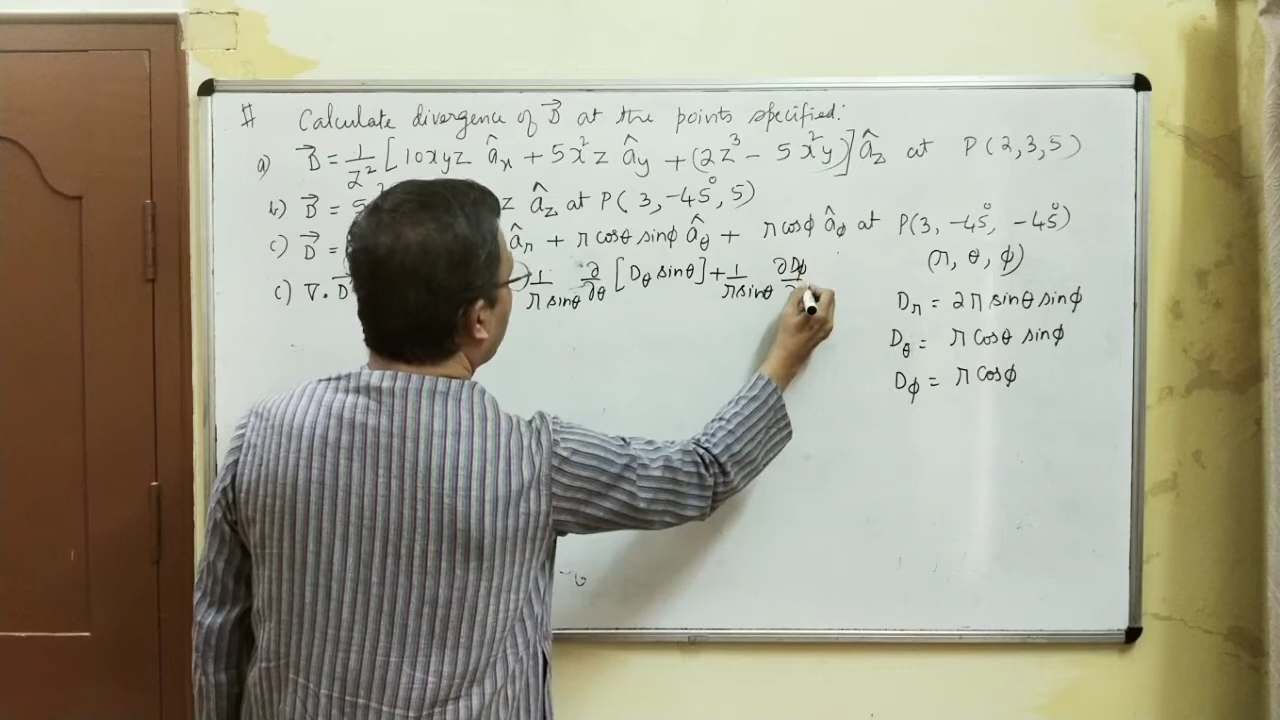 # Calculate divergence of B⃗ at the points specified:
a) B⃗ = 1/z² [10xyz âx + 5x²z ây + (2z³ − 5x²y)] âz at P(2,3,5)
b) B⃗ = 5 z âz at P(3, −45°, 5)
c) D⃗ = âr + r cosθ sinφ âθ + r cosφ âφ at P(3, −45°, −45°)
(r, θ, φ)
c) ∇. D 1/r sinθ ∂/∂θ [Dθ sinθ] + 1/r sinθ ∂Dφ/∂
Dr = 2r sinθ sinφ
Dθ = r cosθ sinφ
Dφ = r cosφ